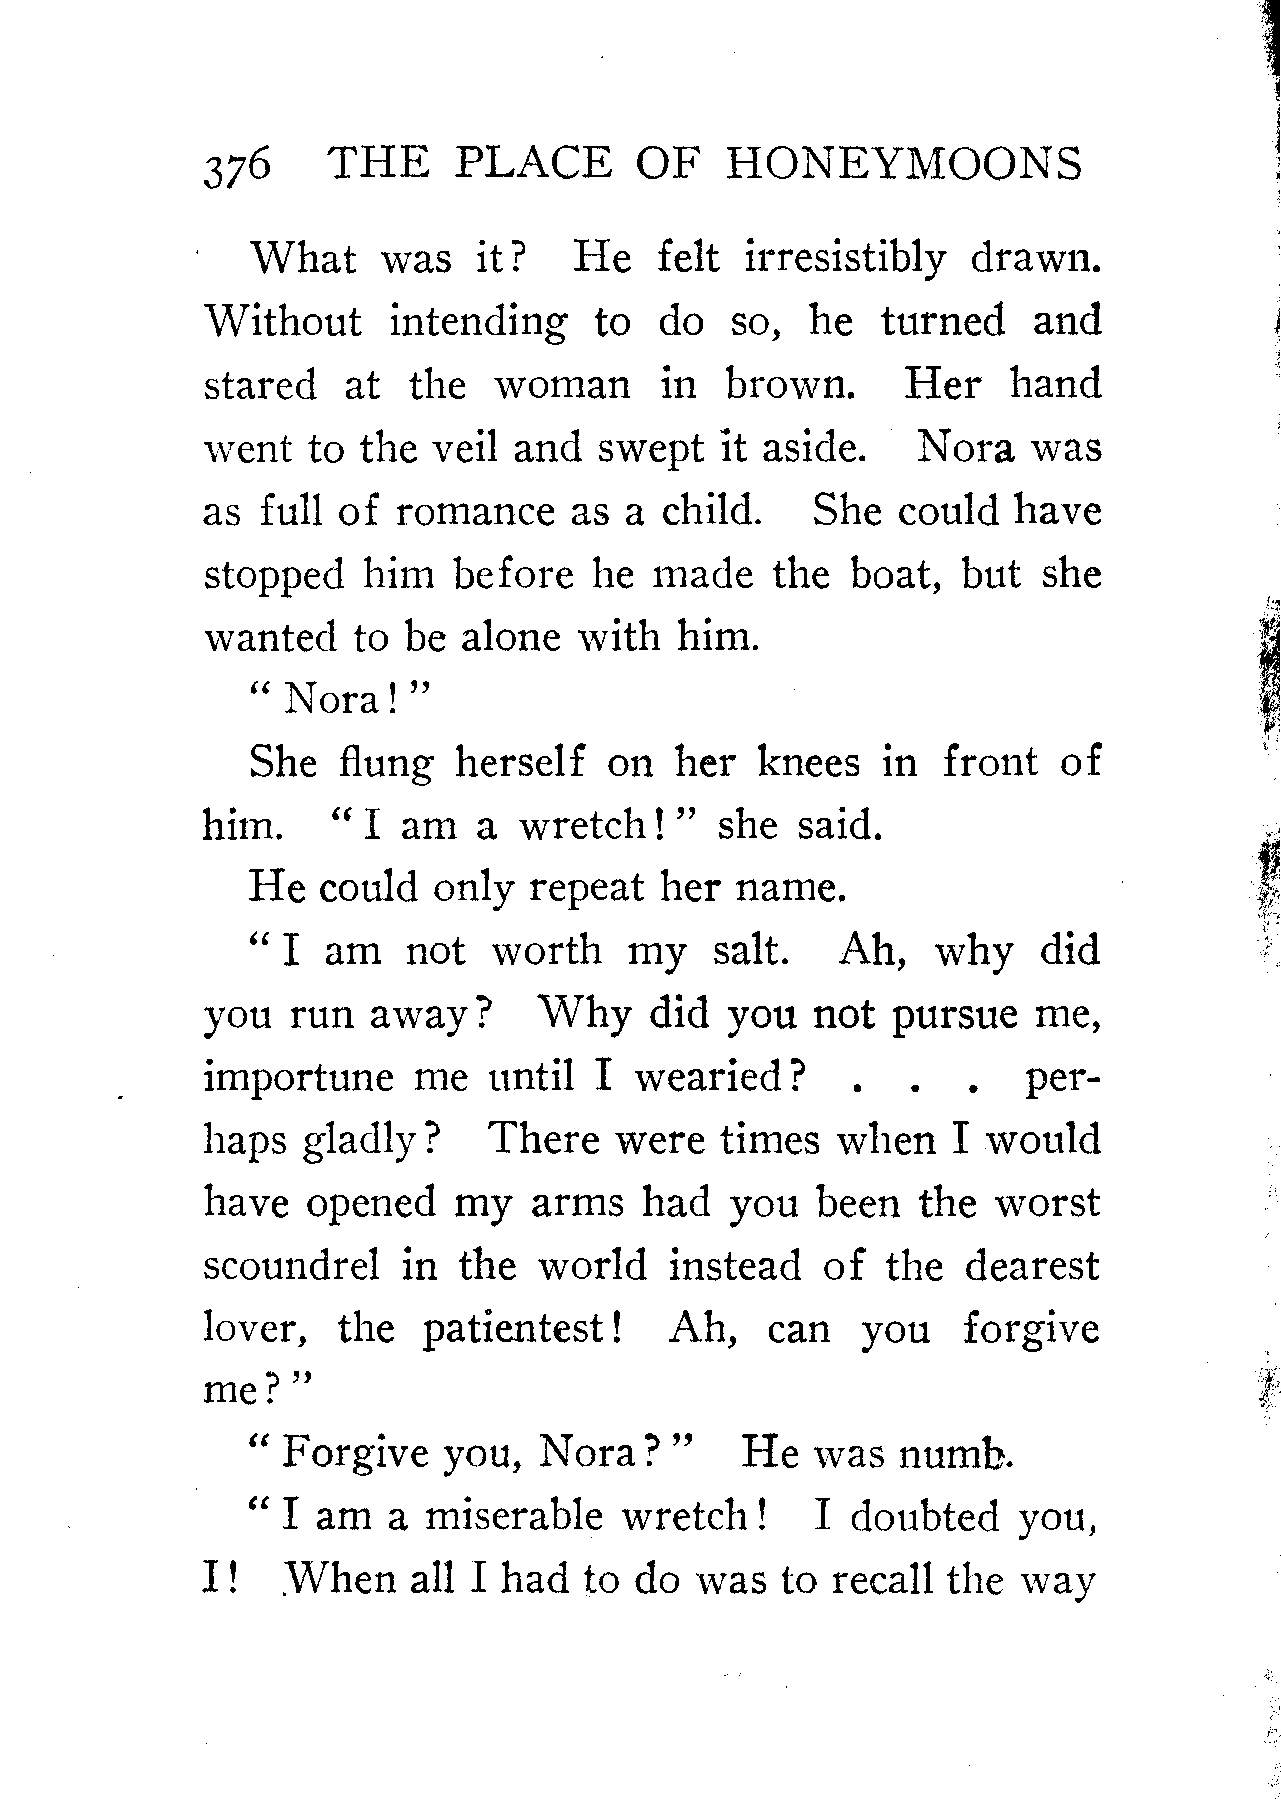 376 THE PLACE OF HONEYMOONS
What was it? He felt irresistibly drawn.
Without intending to do so, he turned and
stared at the woman in brown. Her hand
went to the veil and swept it aside. Nora was
as full of romance as a child. She could have
stopped him before he made the boat, but she
wanted to be alone with him.
" Nora! "
She flung herself on her knees in front of
him. " I am a wretch! " she said.
He could only repeat her name.
" I am not worth my salt. Ah, why did
you run away? Why did you not pursue me,
importune me until I wearied? . . . per-
haps gladly? There were times when I would
have opened my arms had you been the worst
scoundrel in the world instead of the dearest
lover, the patientest! Ah, can you forgive
me? "
" Forgive you, Nora? " He was numb.
" I am a miserable wretch! I doubted you,
I! When all I had to do was to recall the way